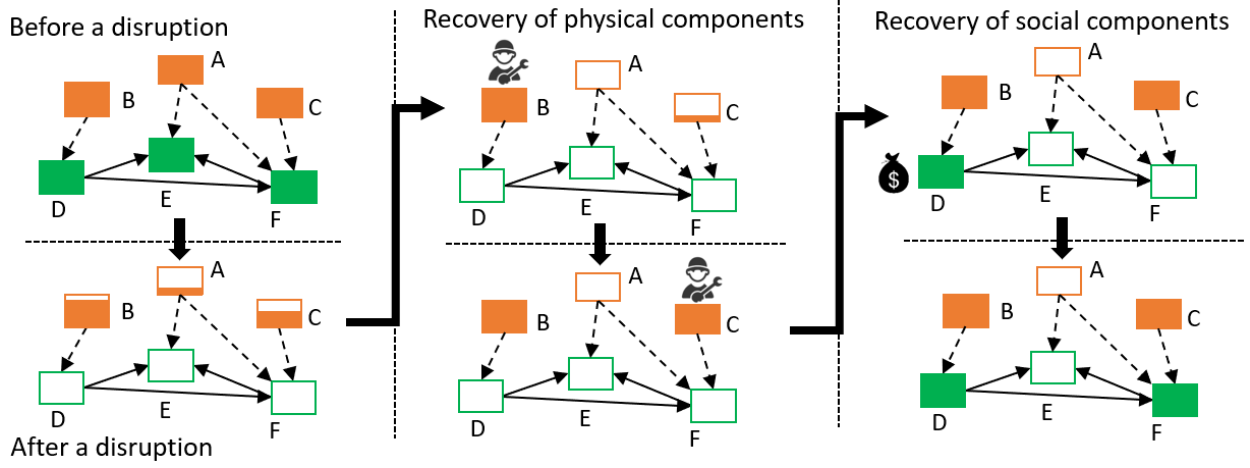 Before a disruption
A
B
C
D
E
F
A
B
C
D
E
F
After a disruption
Recovery of physical components
A
B
C
D
E
F
A
B
C
D
E
F
Recovery of social components
A
B
C
$
D
E
F
A
B
C
D
E
F